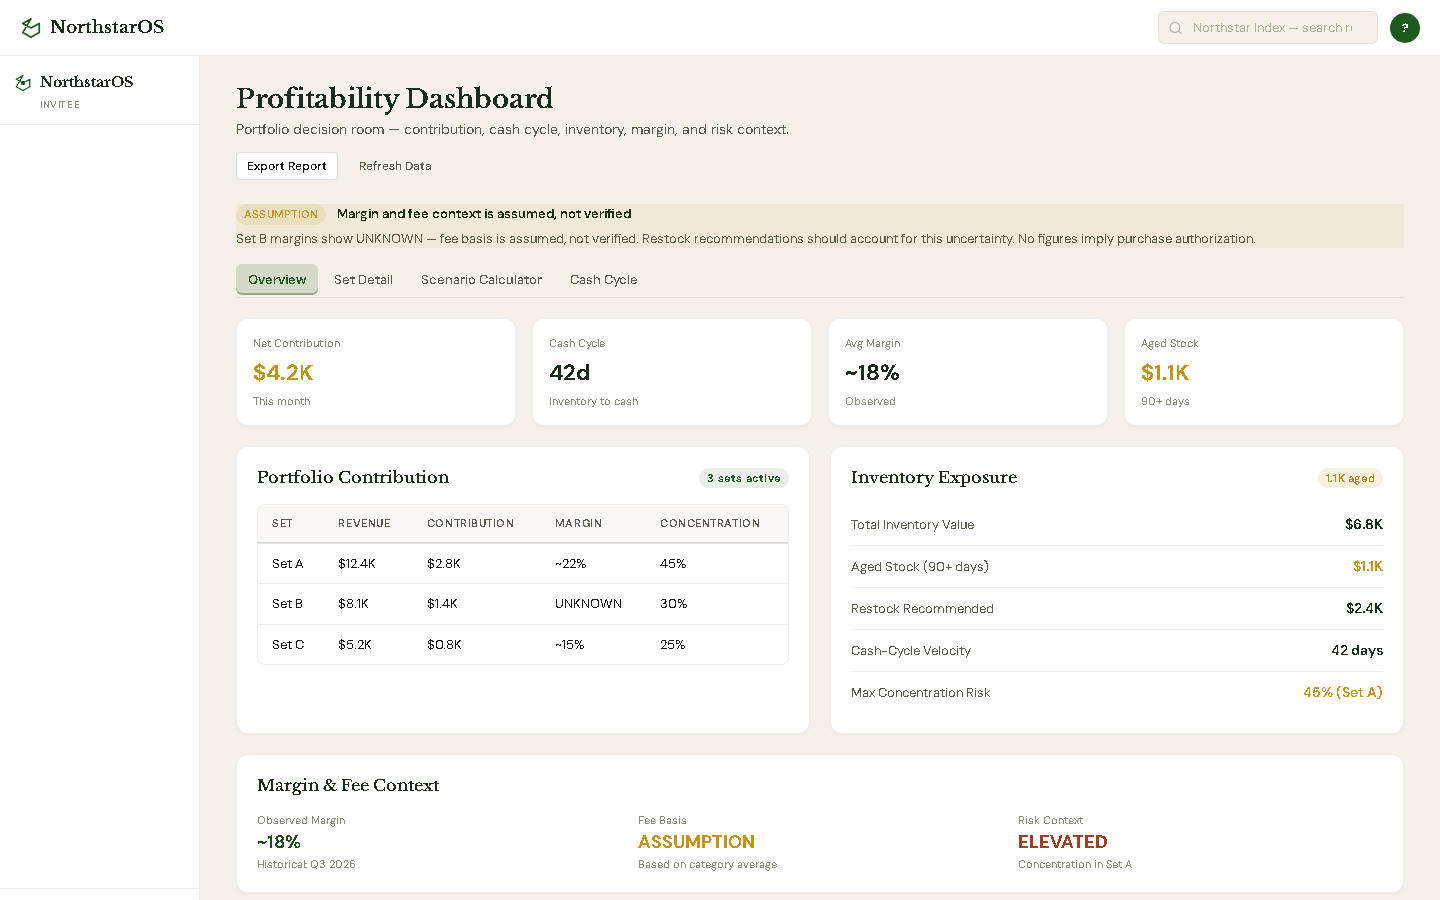 NorthstarOS
Northstar Index — search r
?
NorthstarOS
INVITEE
Profitability Dashboard
Portfolio decision room — contribution, cash cycle, inventory, margin, and risk context.
Export Report
Refresh Data
ASSUMPTION Margin and fee context is assumed, not verified
Set B margins show UNKNOWN — fee basis is assumed, not verified. Restock recommendations should account for this uncertainty. No figures imply purchase authorization.
Overview Set Detail Scenario Calculator Cash Cycle
Net Contribution
$4.2K
This month
Cash Cycle
42d
Inventory to cash
Avg Margin
~18%
Observed
Aged Stock
$1.1K
90+ days
Portfolio Contribution
3 sets active
SET REVENUE CONTRIBUTION MARGIN CONCENTRATION
Set A $12.4K $2.8K ~22% 45%
Set B $8.1K $1.4K UNKNOWN 30%
Set C $5.2K $0.8K ~15% 25%
Inventory Exposure
1.1K aged
Total Inventory Value $6.8K
Aged Stock (90+ days) $1.1K
Restock Recommended $2.4K
Cash-Cycle Velocity 42 days
Max Concentration Risk 45% (Set A)
Margin & Fee Context
Observed Margin
~18%
Historical: Q3 2026
Fee Basis
ASSUMPTION
Based on category average
Risk Context
ELEVATED
Concentration in Set A